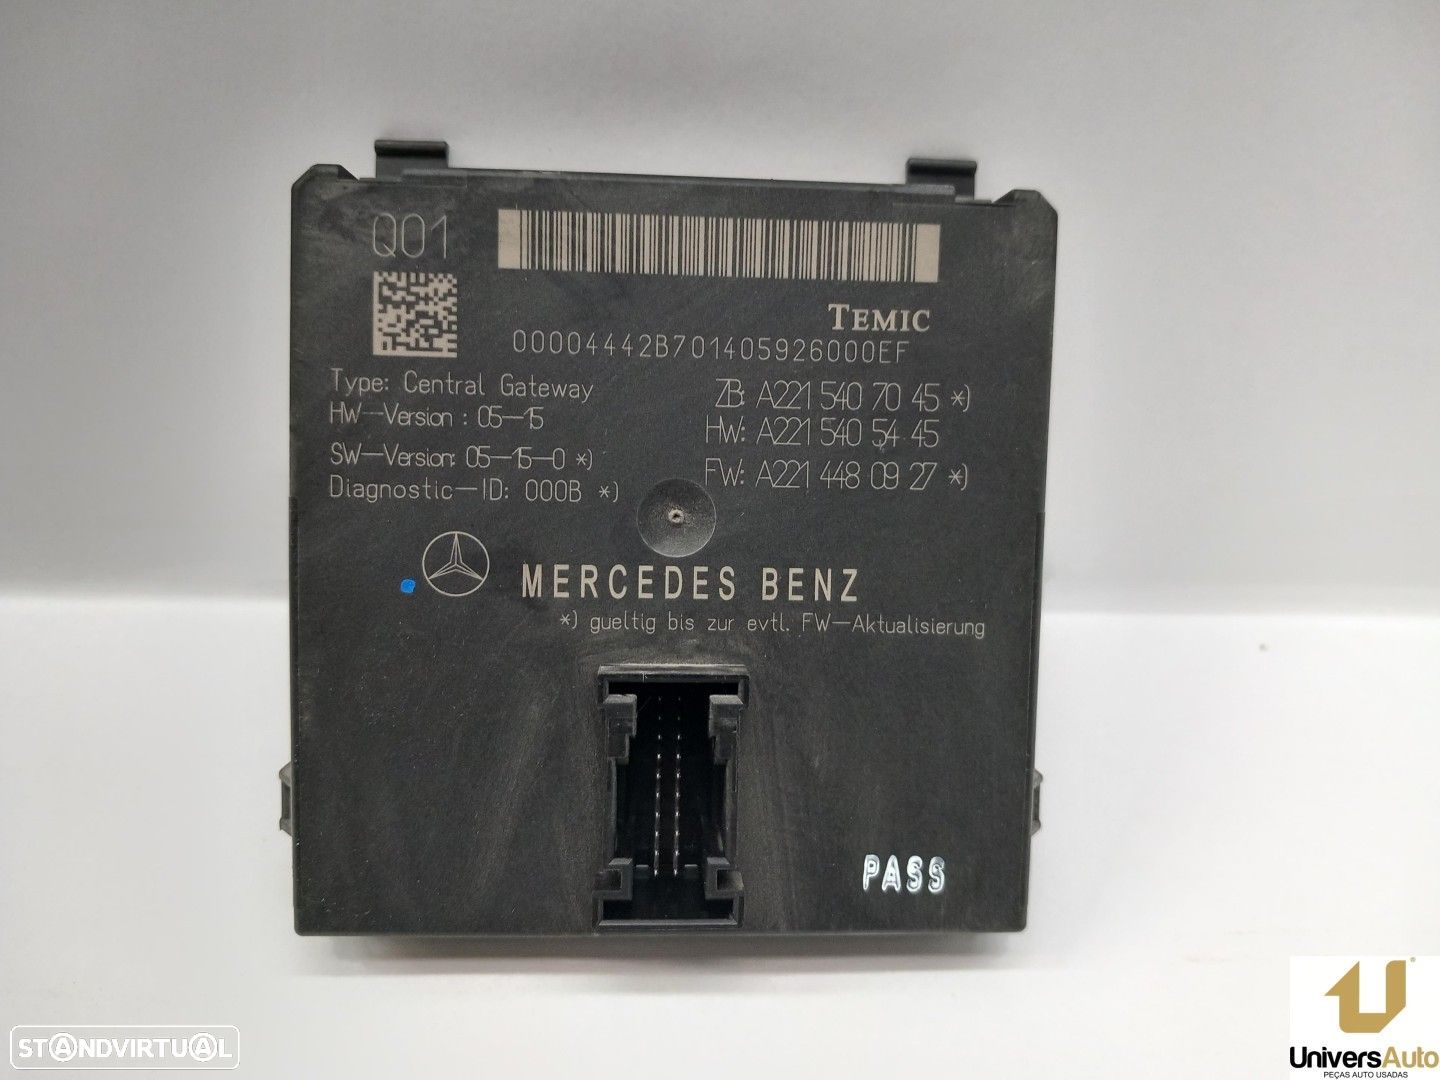 Q01
TEMIC
00004442B701405926000EF
Type: Central Gateway
HW-Version : 05-15
SW-Version: 05-15-0 *)
Diagnostic-ID: 000B *)
ZB: A221 540 70 45 *)
HW: A221 540 54 45
FW: A221 448 09 27 *)
MERCEDES BENZ
*) gueltig bis zur evtl. FW-Aktualisierung
PASS
STANDVIRTUAL
UniversAuto
PEÇAS AUTO USADAS